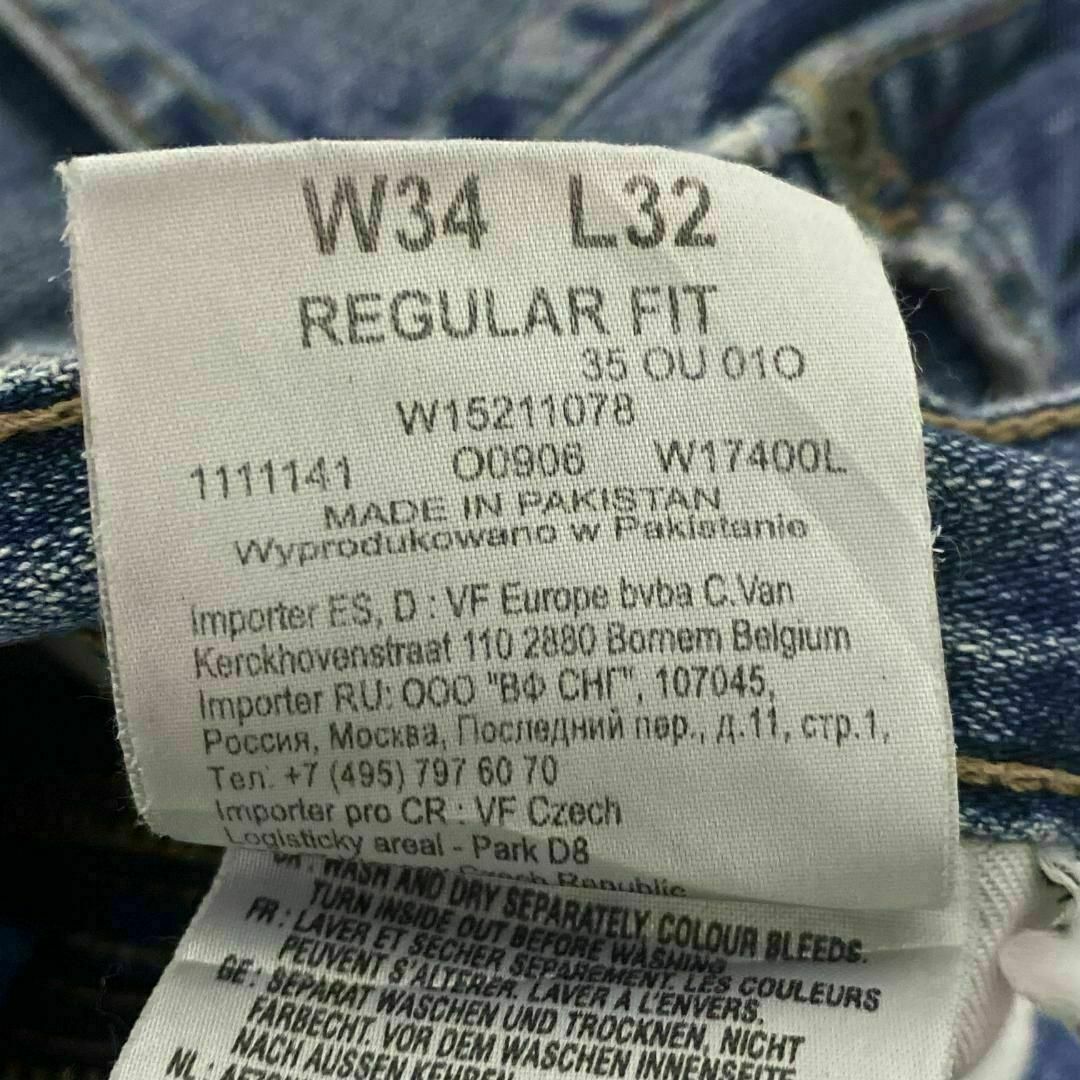 W34 L32
REGULAR FIT
35 OU 01O
W15211078
1111141 O0906 W17400L
MADE IN PAKISTAN
Wyprodukowano w Pakistanie
Importer ES, D : VF Europe bvba C.Van
Kerckhovenstraat 110 2880 Bornem Belgium
Importer RU: ООО "ВФ СНГ", 107045,
Россия, Москва, Последний пер., д.11, стр.1,
Тел. +7 (495) 797 60 70
Importer pro CR : VF Czech
Logisticky areal - Park D8
Czech Republic
WASH AND DRY SEPARATELY. COLOUR BLEEDS.
TURN INSIDE OUT BEFORE WASHING
FR : LAVER ET SECHER SEPAREMENT. LES COULEURS
PEUVENT S'ALTERER. LAVER A L'ENVERS.
GE : SEPARAT WASCHEN UND TROCKNEN, NICHT
FARBECHT. VOR DEM WASCHEN INNENSEITE
NACH AUSSEN KEHREN
NL :